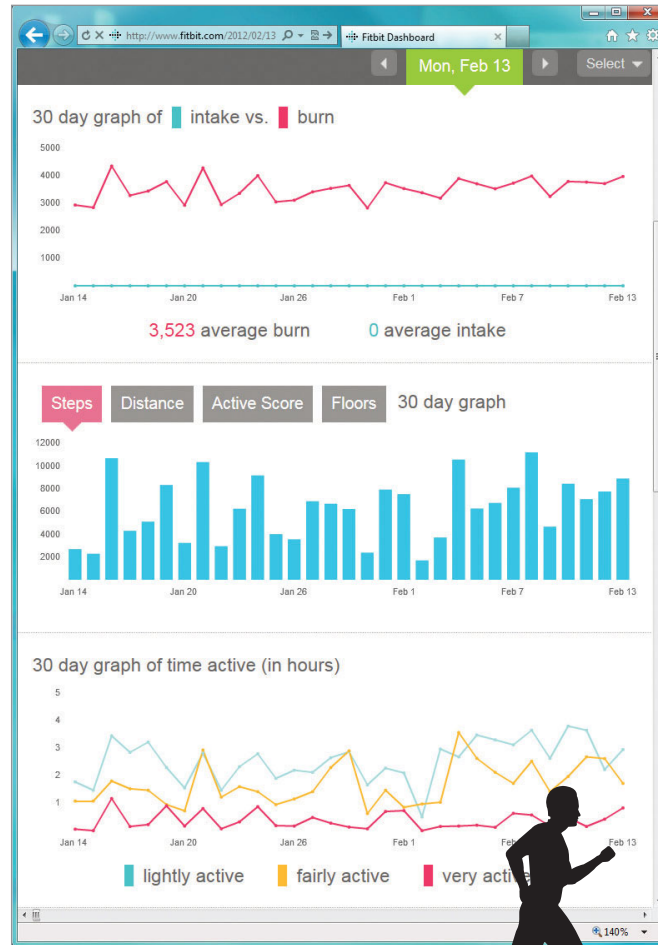 http://www.fitbit.com/2012/02/13
Fitbit Dashboard
Mon, Feb 13
Select
30 day graph of intake vs. burn
5000
4000
3000
2000
1000
Jan 14 Jan 20 Jan 26 Feb 1 Feb 7 Feb 13
3,523 average burn 0 average intake
Steps Distance Active Score Floors 30 day graph
12000
10000
8000
6000
4000
2000
Jan 14 Jan 20 Jan 26 Feb 1 Feb 7 Feb 13
30 day graph of time active (in hours)
5
4
3
2
1
Jan 14 Jan 20 Jan 26 Feb 1 Feb 7 Feb 13
lightly active fairly active very
140%